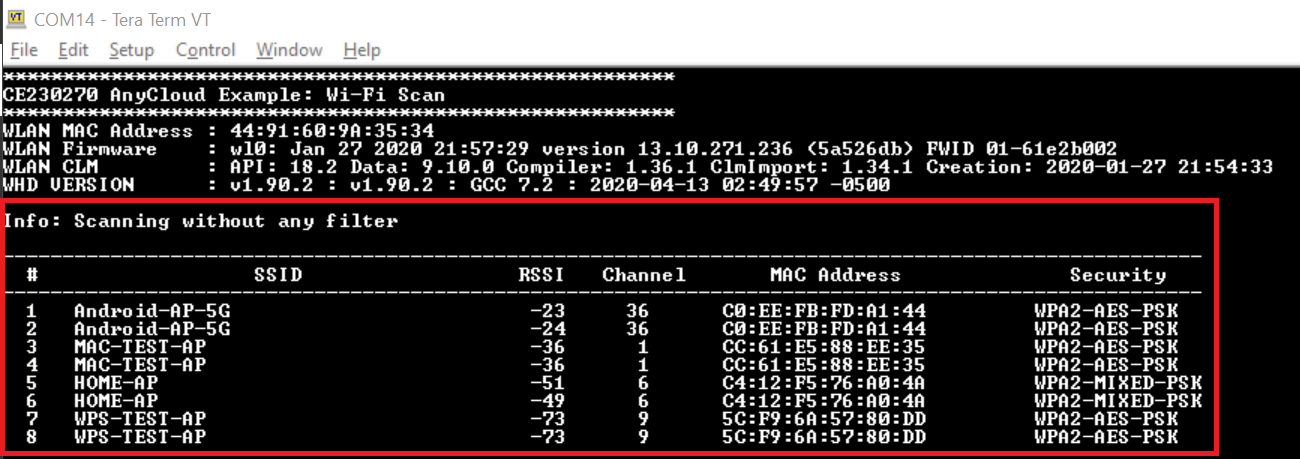 COM14 - Tera Term VT
File Edit Setup Control Window Help
**********************************************************
CE230270 AnyCloud Example: Wi-Fi Scan
**********************************************************
WLAN MAC Address : 44:91:60:9A:35:34
WLAN Firmware : wl0: Jan 27 2020 21:57:29 version 13.10.271.236 (5a526db) FWID 01-61e2b002
WLAN CLM : API: 18.2 Data: 9.10.0 Compiler: 1.36.1 ClmImport: 1.34.1 Creation: 2020-01-27 21:54:33
WHD VERSION : v1.90.2 : v1.90.2 : GCC 7.2 : 2020-04-13 02:49:57 -0500
Info: Scanning without any filter
----------------------------------------------------------------------------------------------------
# SSID RSSI Channel MAC Address Security
----------------------------------------------------------------------------------------------------
1 Android-AP-5G -23 36 C0:EE:FB:FD:A1:44 WPA2-AES-PSK
2 Android-AP-5G -24 36 C0:EE:FB:FD:A1:44 WPA2-AES-PSK
3 MAC-TEST-AP -36 1 CC:61:E5:88:EE:35 WPA2-AES-PSK
4 MAC-TEST-AP -36 1 CC:61:E5:88:EE:35 WPA2-AES-PSK
5 HOME-AP -51 6 C4:12:F5:76:A0:4A WPA2-MIXED-PSK
6 HOME-AP -49 6 C4:12:F5:76:A0:4A WPA2-MIXED-PSK
7 WPS-TEST-AP -73 9 5C:F9:6A:57:80:DD WPA2-AES-PSK
8 WPS-TEST-AP -73 9 5C:F9:6A:57:80:DD WPA2-AES-PSK